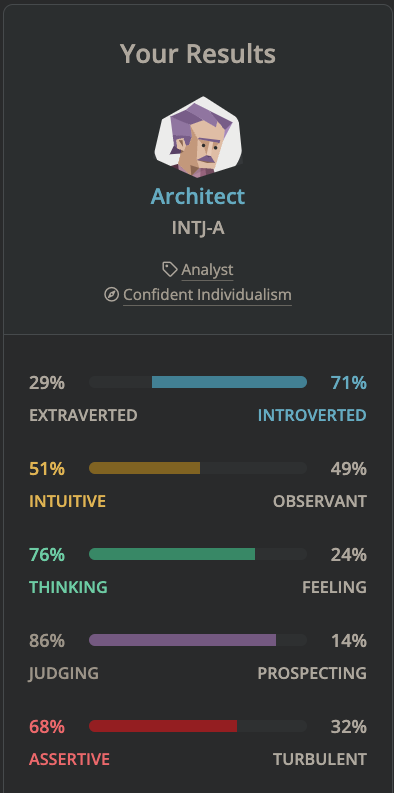 Your Results
Architect
INTJ-A
Analyst
Confident Individualism
29% 71%
EXTRAVERTED INTROVERTED
51% 49%
INTUITIVE OBSERVANT
76% 24%
THINKING FEELING
86% 14%
JUDGING PROSPECTING
68% 32%
ASSERTIVE TURBULENT